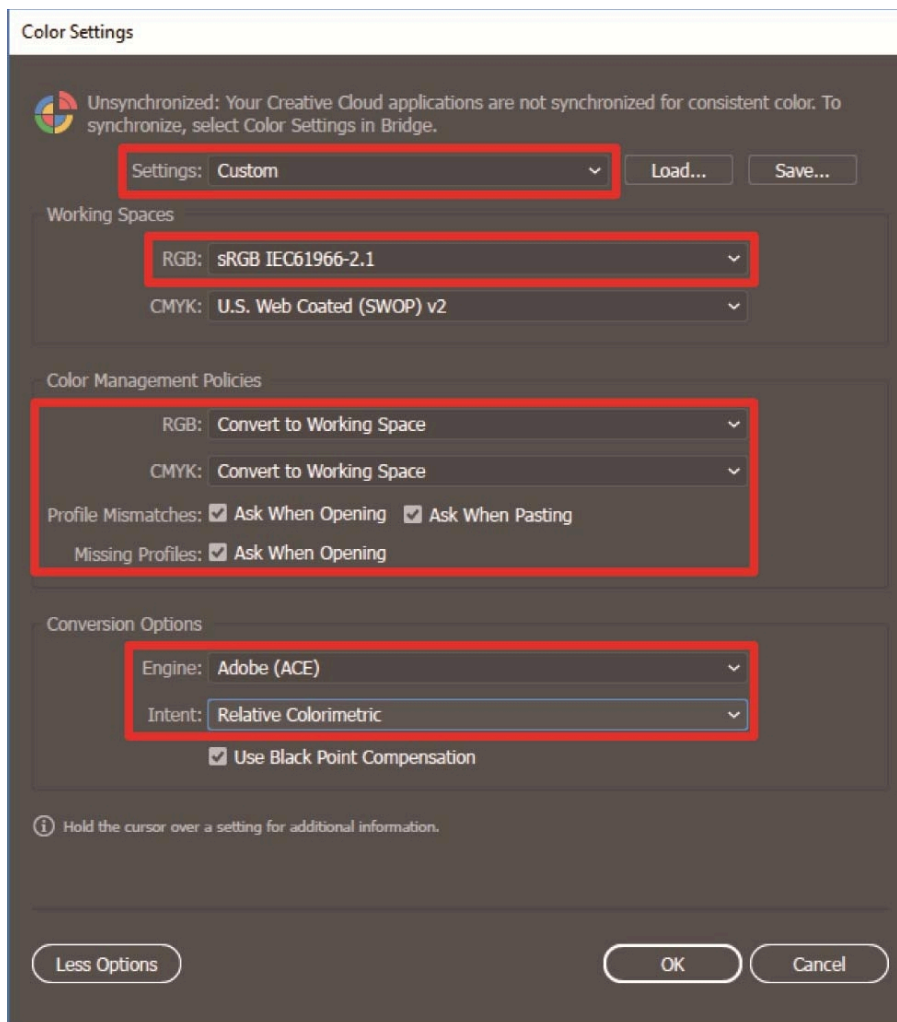 Color Settings
Unsynchronized: Your Creative Cloud applications are not synchronized for consistent color. To
synchronize, select Color Settings in Bridge.
Settings: Custom Load... Save...
Working Spaces
RGB: sRGB IEC61966-2.1
CMYK: U.S. Web Coated (SWOP) v2
Color Management Policies
RGB: Convert to Working Space
CMYK: Convert to Working Space
Profile Mismatches: Ask When Opening Ask When Pasting
Missing Profiles: Ask When Opening
Conversion Options
Engine: Adobe (ACE)
Intent: Relative Colorimetric
Use Black Point Compensation
Hold the cursor over a setting for additional information.
Less Options OK Cancel